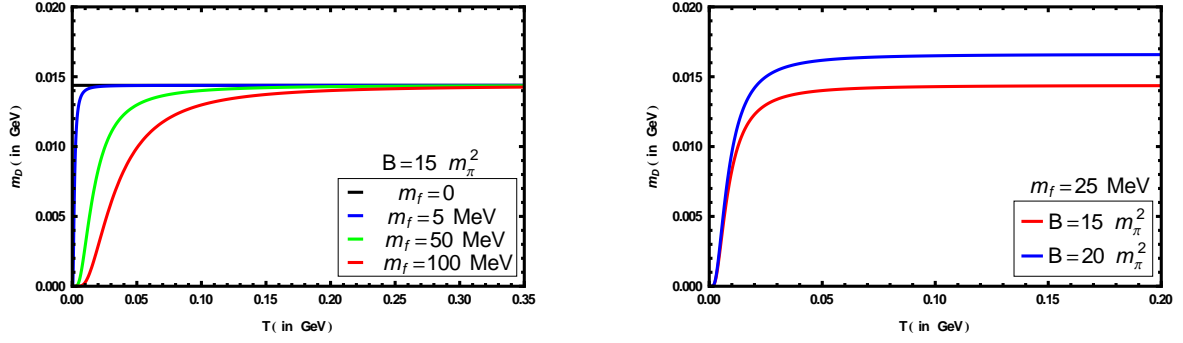 0.020
0.015
0.010
0.005
0.000
m_D ( in GeV)
B = 15 m_π^2
m_f = 0
m_f = 5 MeV
m_f = 50 MeV
m_f = 100 MeV
0.00 0.05 0.10 0.15 0.20 0.25 0.30 0.35
T ( in GeV)
0.020
0.015
0.010
0.005
0.000
m_D ( in GeV)
m_f = 25 MeV
B = 15 m_π^2
B = 20 m_π^2
0.00 0.05 0.10 0.15 0.20
T ( in GeV)